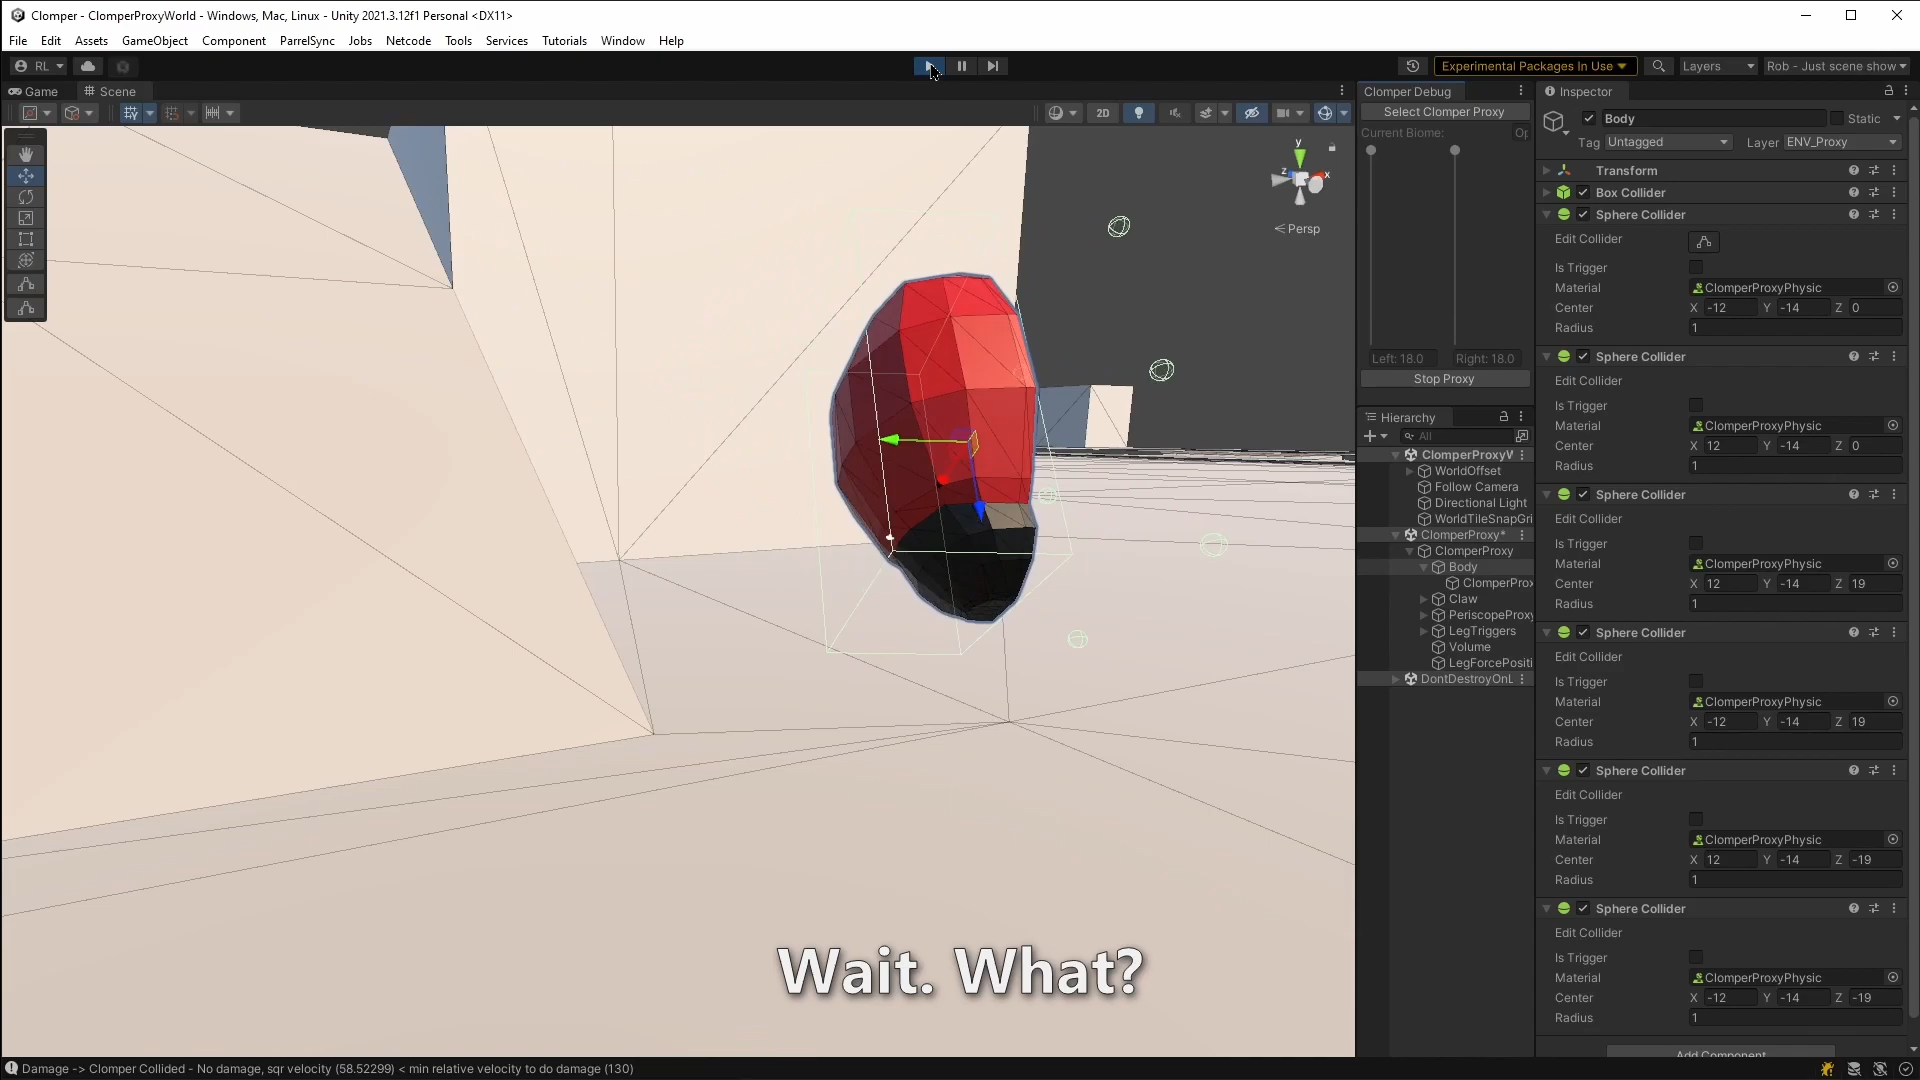 Clomper - ClomperProxyWorld - Windows, Mac, Linux - Unity 2021.3.12f1 Personal <DX11>
File Edit Assets GameObject Component ParrelSync Jobs Netcode Tools Services Tutorials Window Help
RL Experimental Packages In Use Layers Rob - Just scene show
Game Scene
2D
y
z x
Persp
Clomper Debug
Select Clomper Proxy
Current Biome: Op
Left: 18.0 Right: 18.0
Stop Proxy
Hierarchy
All
ClomperProxyW
WorldOffset
Follow Camera
Directional Light
WorldTileSnapGri
ClomperProxy*
ClomperProxy
Body
ClomperProx
Claw
PeriscopeProxy
LegTriggers
Volume
LegForcePositi
DontDestroyOnL
Inspector
Body Static
Tag Untagged Layer ENV_Proxy
Transform
Box Collider
Sphere Collider
Edit Collider
Is Trigger
Material ClomperProxyPhysic
Center X -12 Y -14 Z 0
Radius 1
Sphere Collider
Edit Collider
Is Trigger
Material ClomperProxyPhysic
Center X 12 Y -14 Z 0
Radius 1
Sphere Collider
Edit Collider
Is Trigger
Material ClomperProxyPhysic
Center X 12 Y -14 Z 19
Radius 1
Sphere Collider
Edit Collider
Is Trigger
Material ClomperProxyPhysic
Center X -12 Y -14 Z 19
Radius 1
Sphere Collider
Edit Collider
Is Trigger
Material ClomperProxyPhysic
Center X 12 Y -14 Z -19
Radius 1
Sphere Collider
Edit Collider
Is Trigger
Material ClomperProxyPhysic
Center X -12 Y -14 Z -19
Radius 1
Add Component
Wait. What?
Damage -> Clomper Collided - No damage, sqr velocity (58.52299) < min relative velocity to do damage (130)